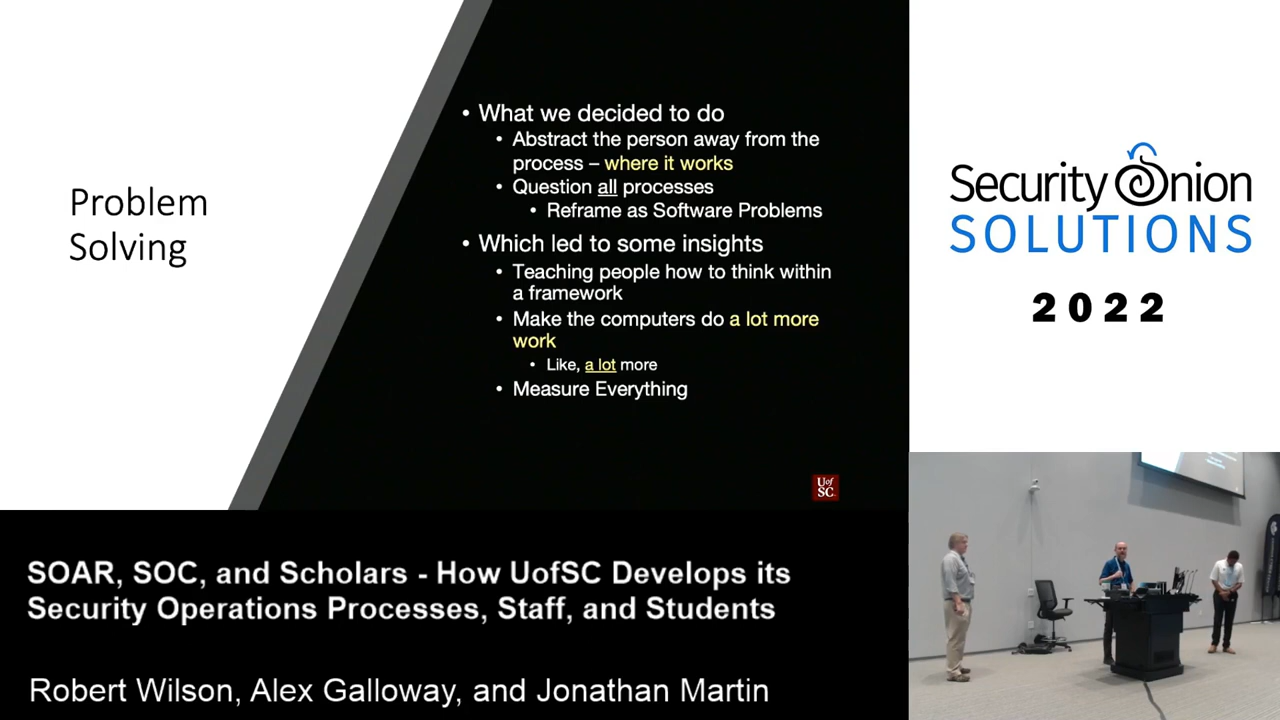 Problem
Solving
• What we decided to do
• Abstract the person away from the
process – where it works
• Question all processes
• Reframe as Software Problems
• Which led to some insights
• Teaching people how to think within
a framework
• Make the computers do a lot more
work
• Like, a lot more
• Measure Everything
UofSC
Security Onion
SOLUTIONS
2022
SOAR, SOC, and Scholars - How UofSC Develops its
Security Operations Processes, Staff, and Students
Robert Wilson, Alex Galloway, and Jonathan Martin